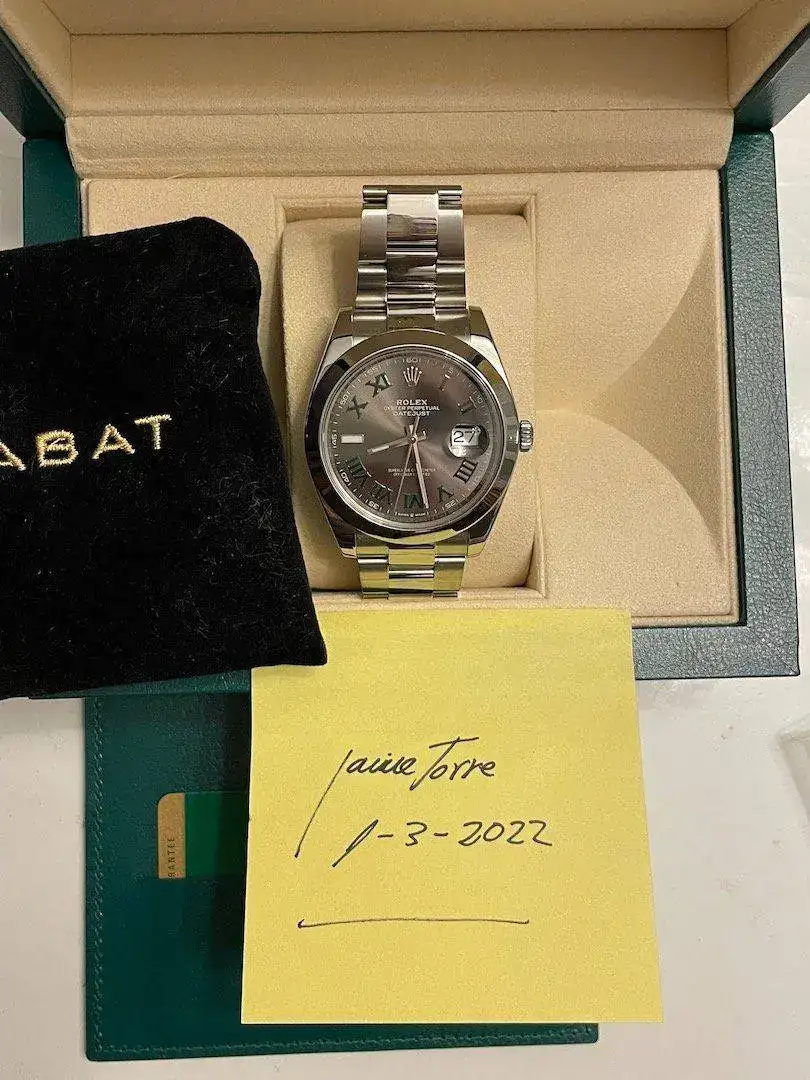 ABAT
ROLEX
OYSTER PERPETUAL
DATEJUST
27
Jaime Torre
1-3-2022